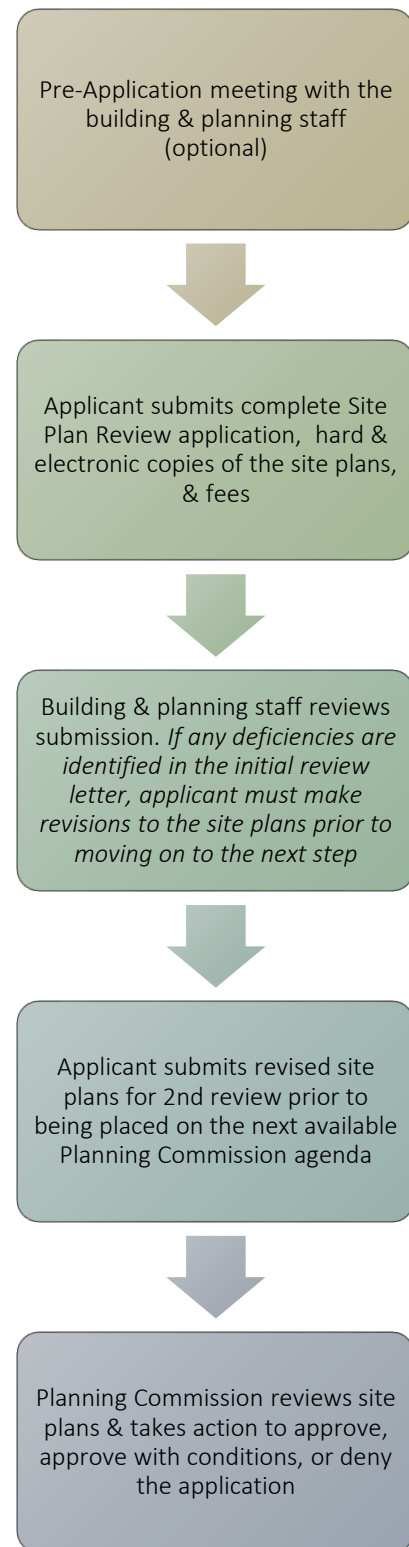 Pre-Application meeting with the
building & planning staff
(optional)
Applicant submits complete Site
Plan Review application, hard &
electronic copies of the site plans,
& fees
Building & planning staff reviews
submission. If any deficiencies are
identified in the initial review
letter, applicant must make
revisions to the site plans prior to
moving on to the next step
Applicant submits revised site
plans for 2nd review prior to
being placed on the next available
Planning Commission agenda
Planning Commission reviews site
plans & takes action to approve,
approve with conditions, or deny
the application